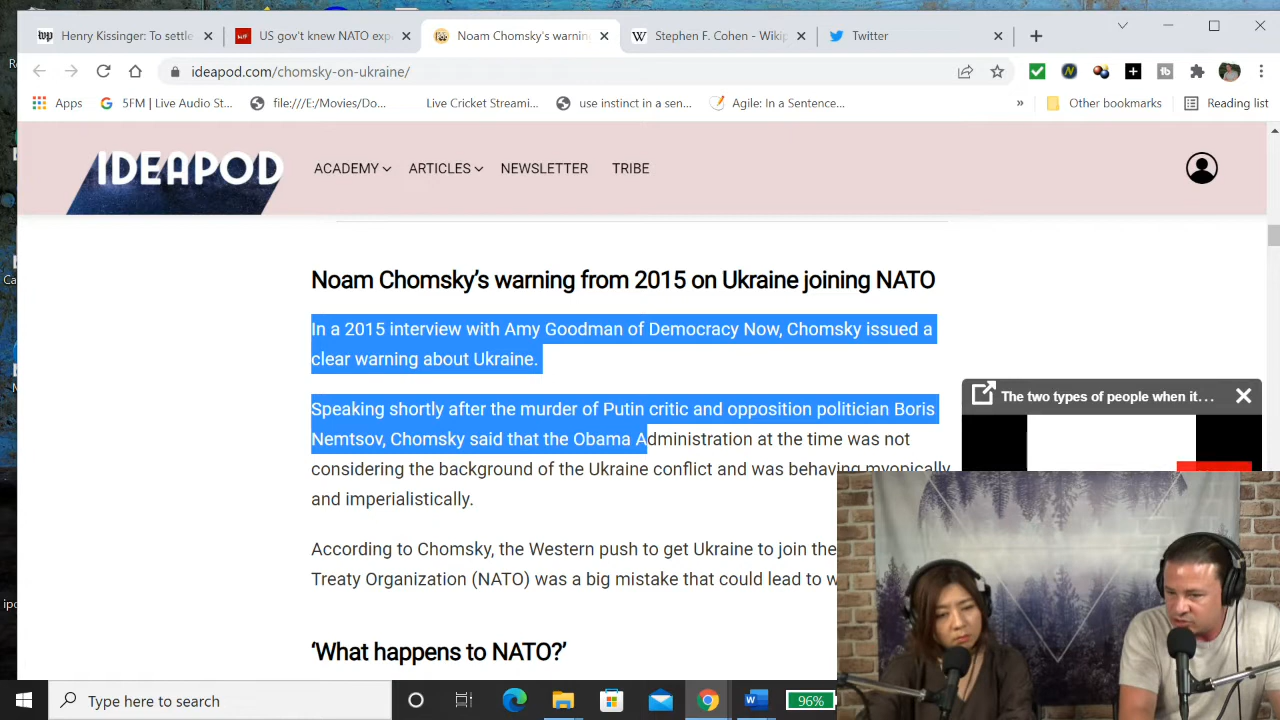 Henry Kissinger: To settle
US gov't knew NATO exp
Noam Chomsky's warnin
Stephen F. Cohen - Wikip
Twitter
ideapod.com/chomsky-on-ukraine/
Apps
5FM | Live Audio St...
file:///E:/Movies/Do...
Live Cricket Streami...
use instinct in a sen...
Agile: In a Sentence...
»
Other bookmarks
Reading list
IDEAPOD
ACADEMY
ARTICLES
NEWSLETTER
TRIBE
Noam Chomsky's warning from 2015 on Ukraine joining NATO
In a 2015 interview with Amy Goodman of Democracy Now, Chomsky issued a
clear warning about Ukraine.
Speaking shortly after the murder of Putin critic and opposition politician Boris
Nemtsov, Chomsky said that the Obama Administration at the time was not
considering the background of the Ukraine conflict and was behaving myopically
and imperialistically.
The two types of people when it...
According to Chomsky, the Western push to get Ukraine to join the
Treaty Organization (NATO) was a big mistake that could lead to w
'What happens to NATO?'
Type here to search
96%